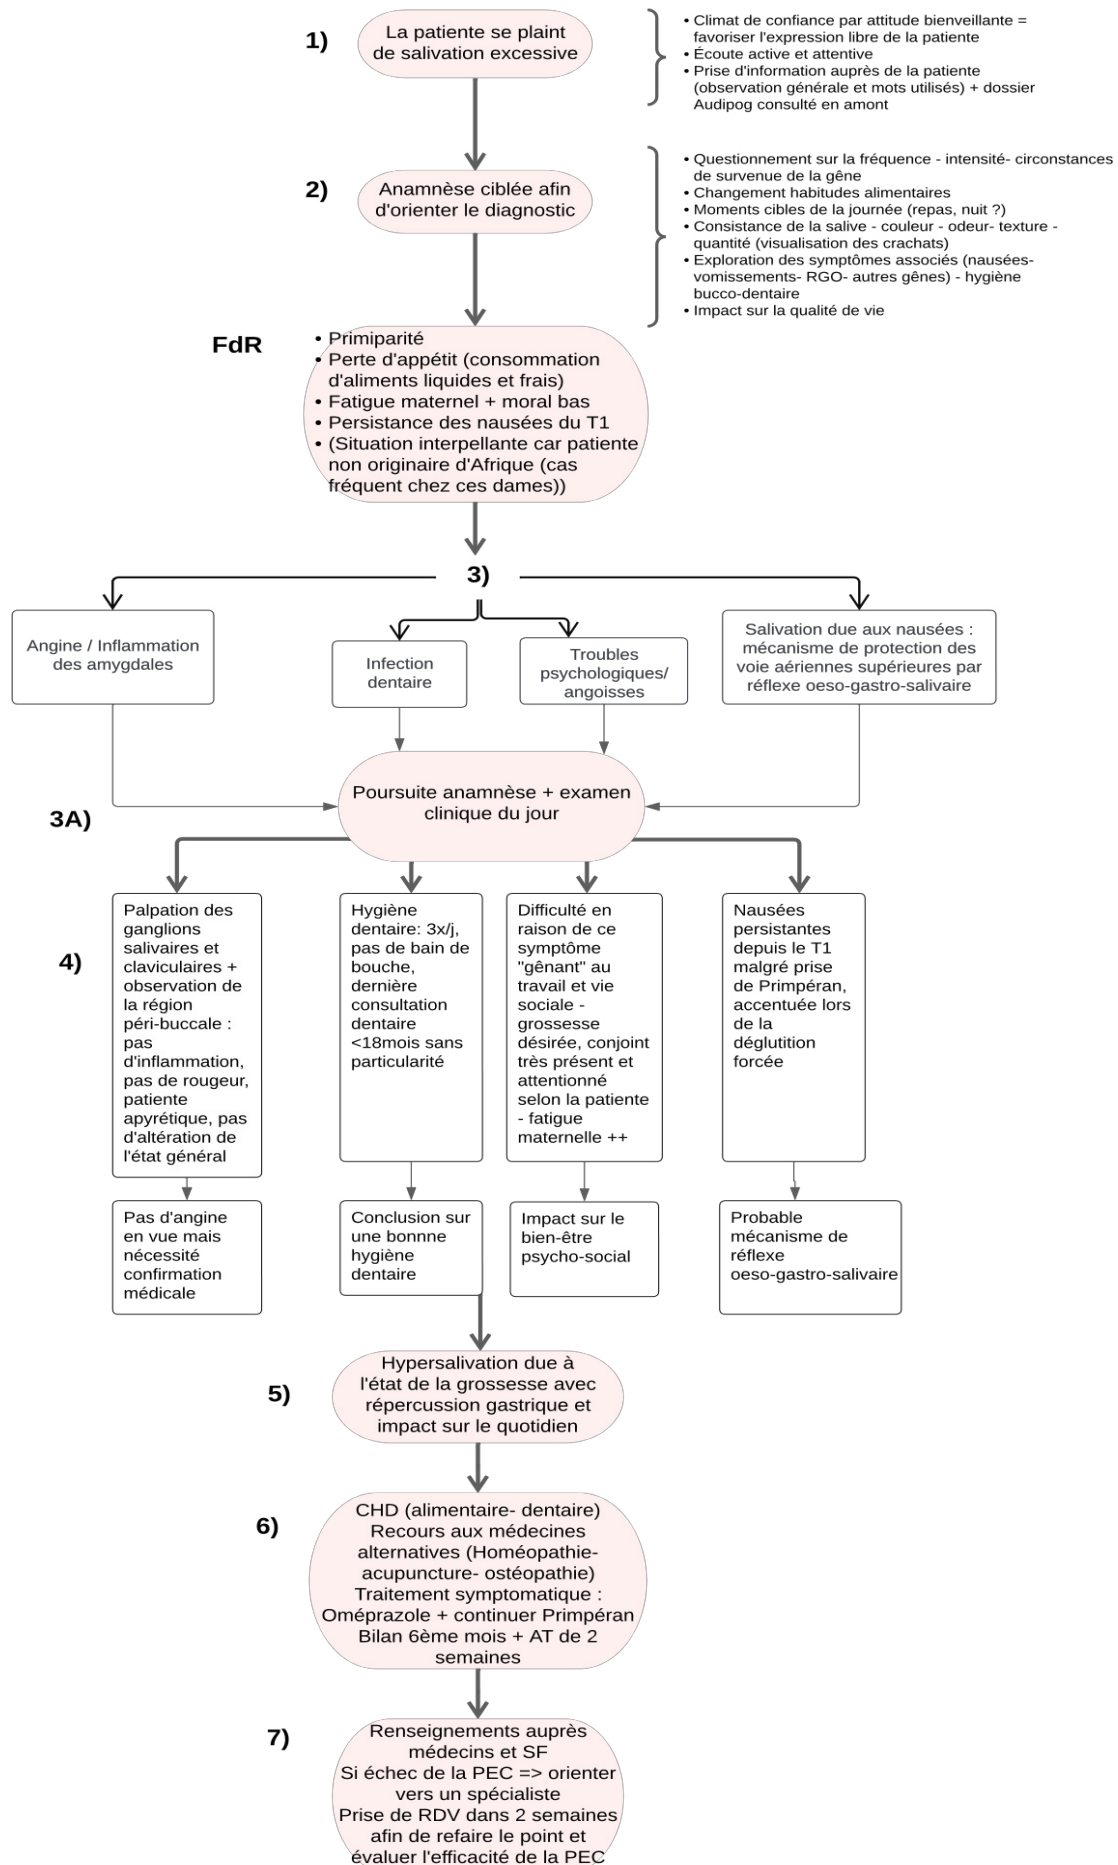 1)
La patiente se plaint
de salivation excessive
• Climat de confiance par attitude bienveillante =
favoriser l'expression libre de la patiente
• Écoute active et attentive
• Prise d'information auprès de la patiente
(observation générale et mots utilisés) + dossier
Audipog consulté en amont
2)
Anamnèse ciblée afin
d'orienter le diagnostic
• Questionnement sur la fréquence - intensité- circonstances
de survenue de la gêne
• Changement habitudes alimentaires
• Moments cibles de la journée (repas, nuit ?)
• Consistance de la salive - couleur - odeur- texture -
quantité (visualisation des crachats)
• Exploration des symptômes associés (nausées-
vomissements- RGO- autres gênes) - hygiène
bucco-dentaire
• Impact sur la qualité de vie
FdR
• Primiparité
• Perte d'appétit (consommation
d'aliments liquides et frais)
• Fatigue maternel + moral bas
• Persistance des nausées du T1
• (Situation interpellante car patiente
non originaire d'Afrique (cas
fréquent chez ces dames))
3)
Angine / Inflammation
des amygdales
Infection
dentaire
Troubles
psychologiques/
angoisses
Salivation due aux nausées :
mécanisme de protection des
voie aériennes supérieures par
réflexe oeso-gastro-salivaire
Poursuite anamnèse + examen
clinique du jour
3A)
4)
Palpation des
ganglions
salivaires et
claviculaires +
observation de
la région
péri-buccale :
pas
d'inflammation,
pas de rougeur,
patiente
apyrétique, pas
d'altération de
l'état général
Hygiène
dentaire: 3x/j,
pas de bain de
bouche,
dernière
consultation
dentaire
<18mois sans
particularité
Difficulté en
raison de ce
symptôme
"gênant" au
travail et vie
sociale -
grossesse
désirée, conjoint
très présent et
attentionné
selon la patiente
- fatigue
maternelle ++
Nausées
persistantes
depuis le T1
malgré prise
de Primpéran,
accentuée lors
de la
déglutition
forcée
Pas d'angine
en vue mais
nécessité
confirmation
médicale
Conclusion sur
une bonnne
hygiène
dentaire
Impact sur le
bien-être
psycho-social
Probable
mécanisme de
réflexe
oeso-gastro-salivaire
5)
Hypersalivation due à
l'état de la grossesse avec
répercussion gastrique et
impact sur le quotidien
6)
CHD (alimentaire- dentaire)
Recours aux médecines
alternatives (Homéopathie-
acupuncture- ostéopathie)
Traitement symptomatique :
Oméprazole + continuer Primpéran
Bilan 6ème mois + AT de 2
semaines
7)
Renseignements auprès
médecins et SF
Si échec de la PEC => orienter
vers un spécialiste
Prise de RDV dans 2 semaines
afin de refaire le point et
évaluer l'efficacité de la PEC